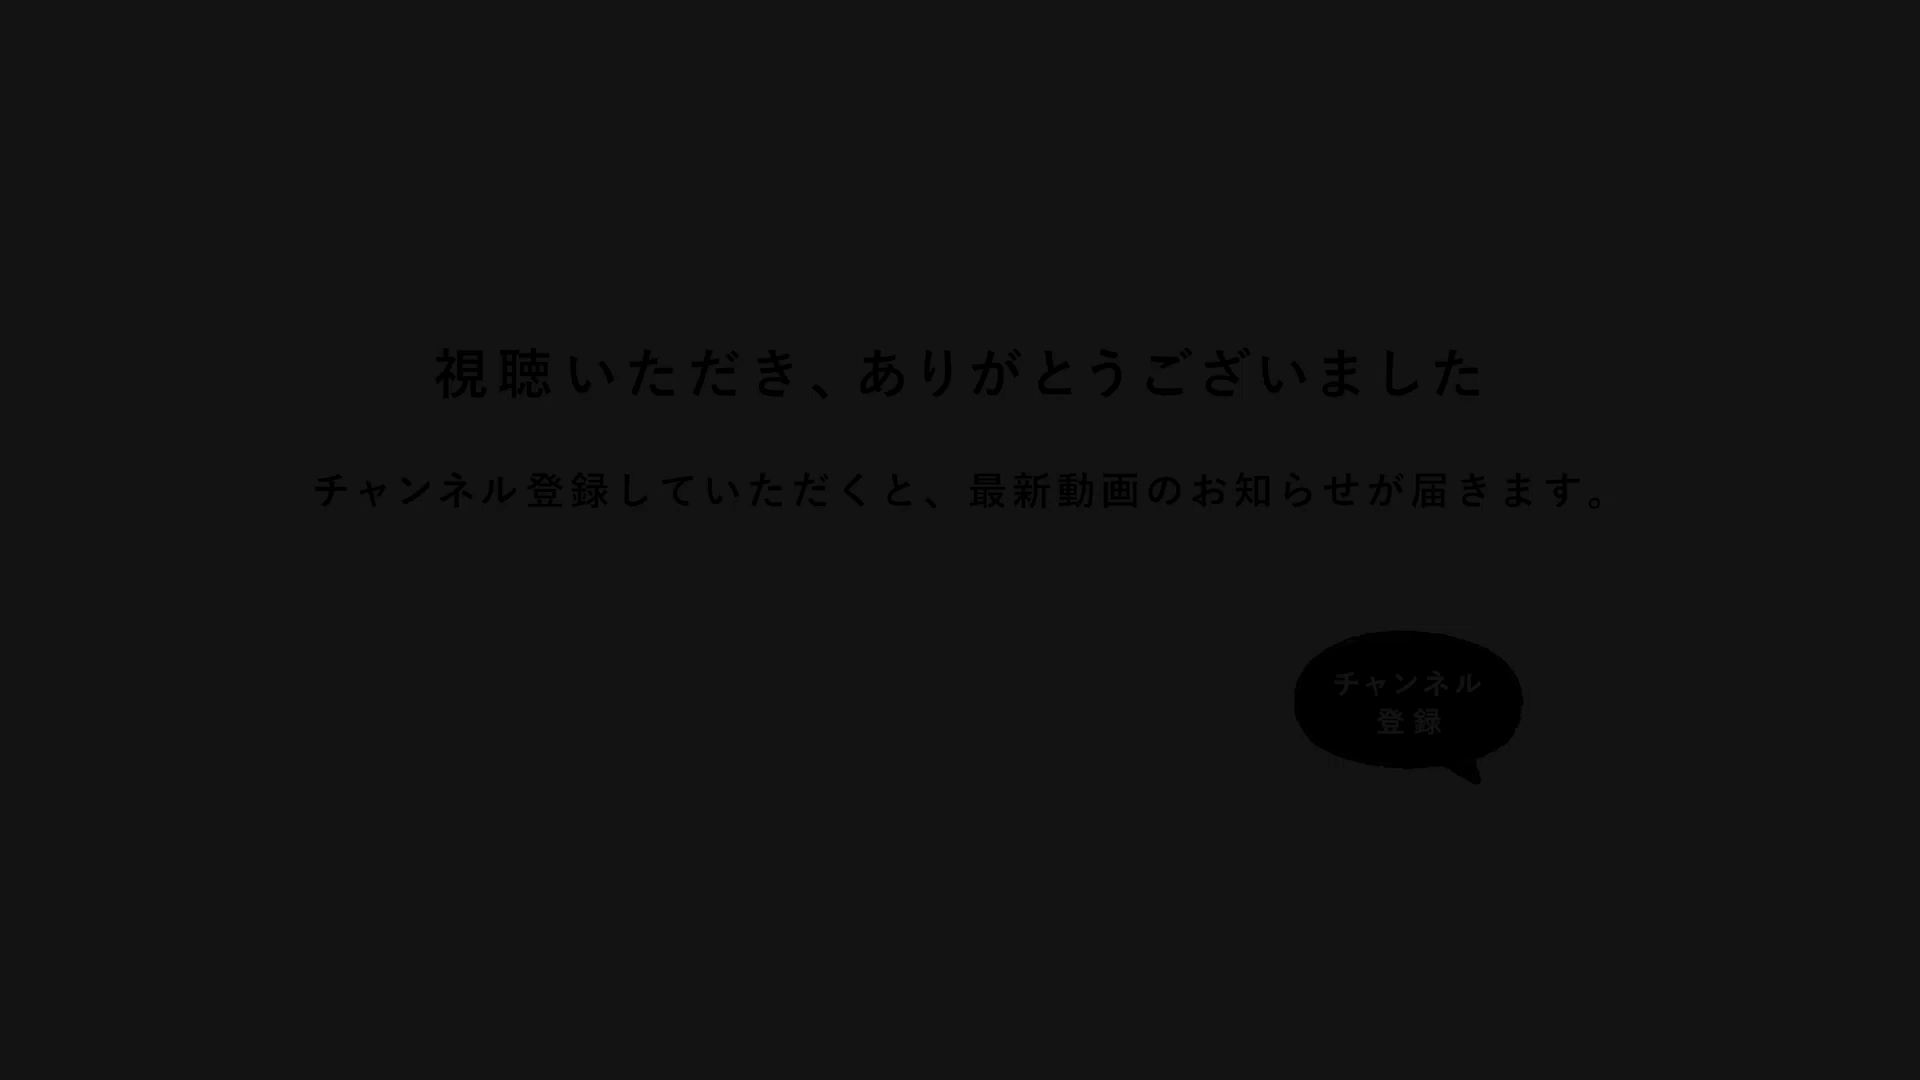 視聴いただき、ありがとうございました
チャンネル登録していただくと、最新動画のお知らせが届きます。
チャンネル
登録